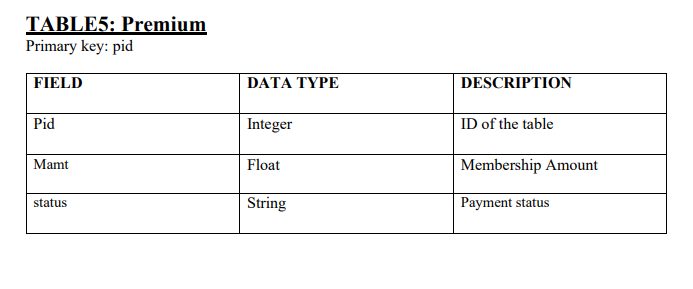 TABLE5: Premium
Primary key: pid
FIELD DATA TYPE DESCRIPTION
Pid Integer ID of the table
Mamt Float Membership Amount
status String Payment status